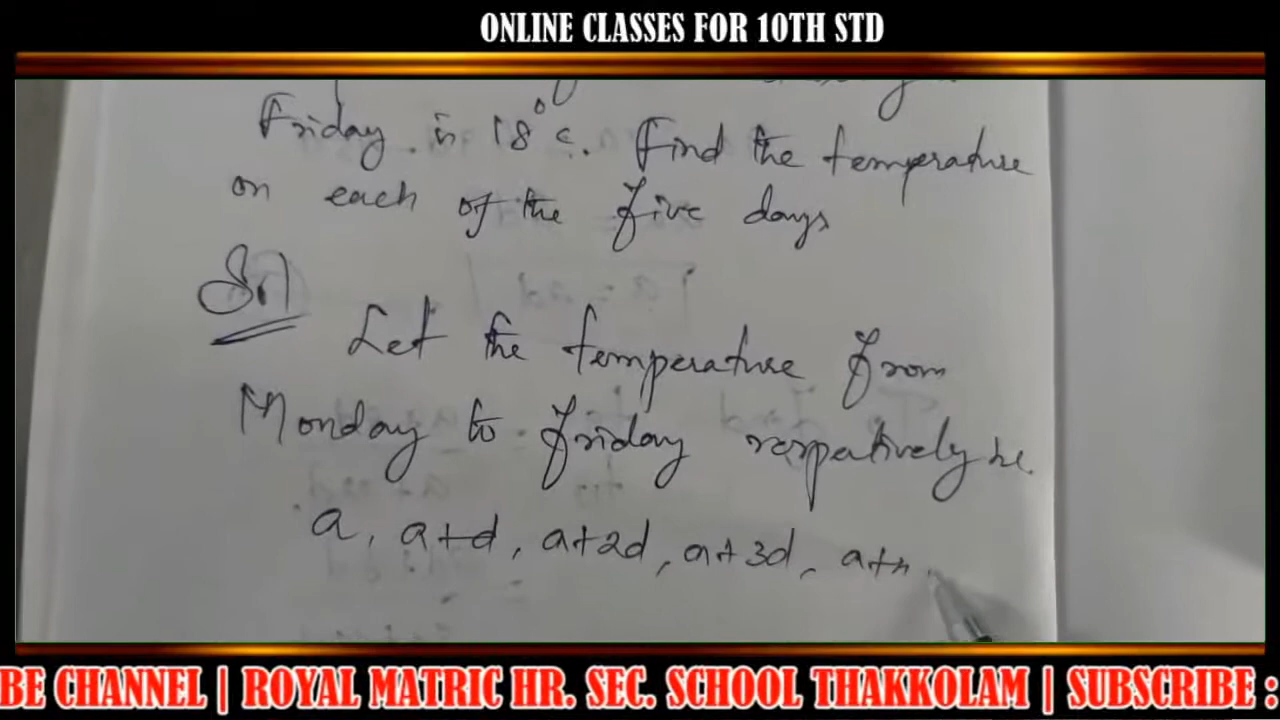 ONLINE CLASSES FOR 10TH STD
Friday. is 18°c. Find the temperature
on each of the five days
Sol
Let the temperature from
Monday to Friday respatively be.
a, a+d, a+2d, a+3d, a+
BE CHANNEL | ROYAL MATRIC HR. SEC. SCHOOL THAKKOLAM | SUBSCRIBE :